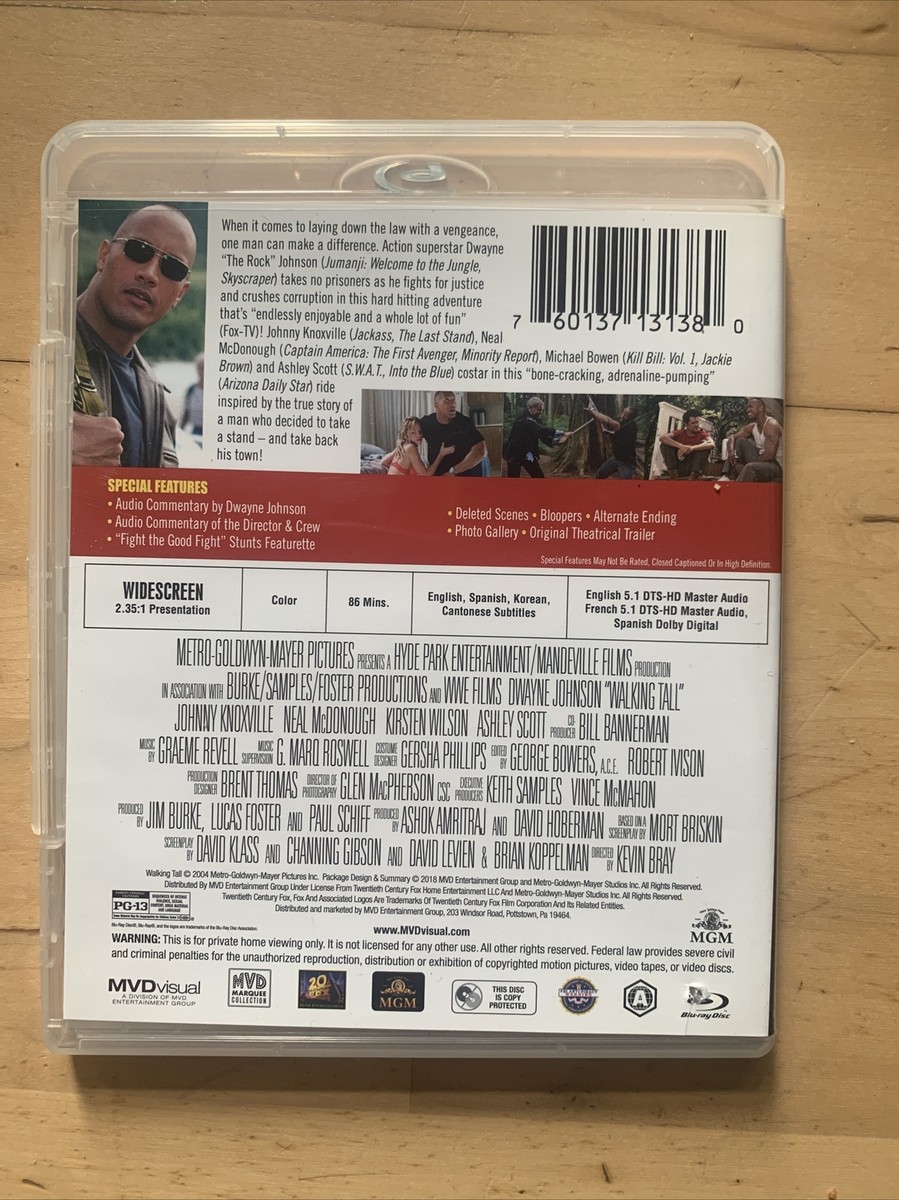 When it comes to laying down the law with a vengeance,
one man can make a difference. Action superstar Dwayne
“The Rock” Johnson (Jumanji: Welcome to the Jungle,
Skyscraper) takes no prisoners as he fights for justice
and crushes corruption in this hard hitting adventure
that’s “endlessly enjoyable and a whole lot of fun”
(Fox-TV)! Johnny Knoxville (Jackass, The Last Stand), Neal
McDonough (Captain America: The First Avenger, Minority Report), Michael Bowen (Kill Bill: Vol. 1, Jackie
Brown) and Ashley Scott (S.W.A.T., Into the Blue) costar in this “bone-cracking, adrenaline-pumping”
(Arizona Daily Star) ride
inspired by the true story of
a man who decided to take
a stand – and take back
his town!
7 60137 13138 0
SPECIAL FEATURES
• Audio Commentary by Dwayne Johnson
• Audio Commentary of the Director & Crew
• “Fight the Good Fight” Stunts Featurette
• Deleted Scenes • Bloopers • Alternate Ending
• Photo Gallery • Original Theatrical Trailer
Special Features May Not Be Rated, Closed Captioned Or In High Definition.
WIDESCREEN
2.35:1 Presentation
Color
86 Mins.
English, Spanish, Korean,
Cantonese Subtitles
English 5.1 DTS-HD Master Audio
French 5.1 DTS-HD Master Audio,
Spanish Dolby Digital
METRO-GOLDWYN-MAYER PICTURES PRESENTS A HYDE PARK ENTERTAINMENT/MANDEVILLE FILMS PRODUCTION
IN ASSOCIATION WITH BURKE/SAMPLES/FOSTER PRODUCTIONS AND WWE FILMS DWAYNE JOHNSON "WALKING TALL"
JOHNNY KNOXVILLE NEAL McDONOUGH KIRSTEN WILSON ASHLEY SCOTT CO-PRODUCER BILL BANNERMAN
MUSIC BY GRAEME REVELL MUSIC SUPERVISION G. MARQ ROSWELL COSTUME DESIGNER GERSHA PHILLIPS EDITED BY GEORGE BOWERS, A.C.E. ROBERT IVISON
PRODUCTION DESIGNER BRENT THOMAS DIRECTOR OF PHOTOGRAPHY GLEN MacPHERSON CSC EXECUTIVE PRODUCERS KEITH SAMPLES VINCE McMAHON
PRODUCED BY JIM BURKE, LUCAS FOSTER AND PAUL SCHIFF PRODUCED BY ASHOK AMRITRAJ AND DAVID HOBERMAN BASED ON A SCREENPLAY BY MORT BRISKIN
SCREENPLAY BY DAVID KLASS AND CHANNING GIBSON AND DAVID LEVIEN & BRIAN KOPPELMAN DIRECTED BY KEVIN BRAY
Walking Tall © 2004 Metro-Goldwyn-Mayer Pictures Inc. Package Design & Summary © 2018 MVD Entertainment Group and Metro-Goldwyn-Mayer Studios Inc. All Rights Reserved.
Distributed By MVD Entertainment Group Under License From Twentieth Century Fox Home Entertainment LLC And Metro-Goldwyn-Mayer Studios Inc. All Rights Reserved.
Twentieth Century Fox, Fox And Associated Logos Are Trademarks Of Twentieth Century Fox Film Corporation And Its Related Entities.
Distributed and marketed by MVD Entertainment Group, 203 Windsor Road, Pottstown, Pa 19464.
PG-13
Blu-Ray Disc®, Blu-Ray®, and the logos are trademarks of the Blu-Ray Disc Association.
www.MVDvisual.com
MGM
WARNING: This is for private home viewing only. It is not licensed for any other use. All other rights reserved. Federal law provides severe civil
and criminal penalties for the unauthorized reproduction, distribution or exhibition of copyrighted motion pictures, video tapes, or video discs.
MVDvisual
A DIVISION OF MVD
ENTERTAINMENT GROUP
MVD
MARQUEE
COLLECTION
20
MGM
THIS DISC
IS COPY
PROTECTED
A
Blu-ray Disc